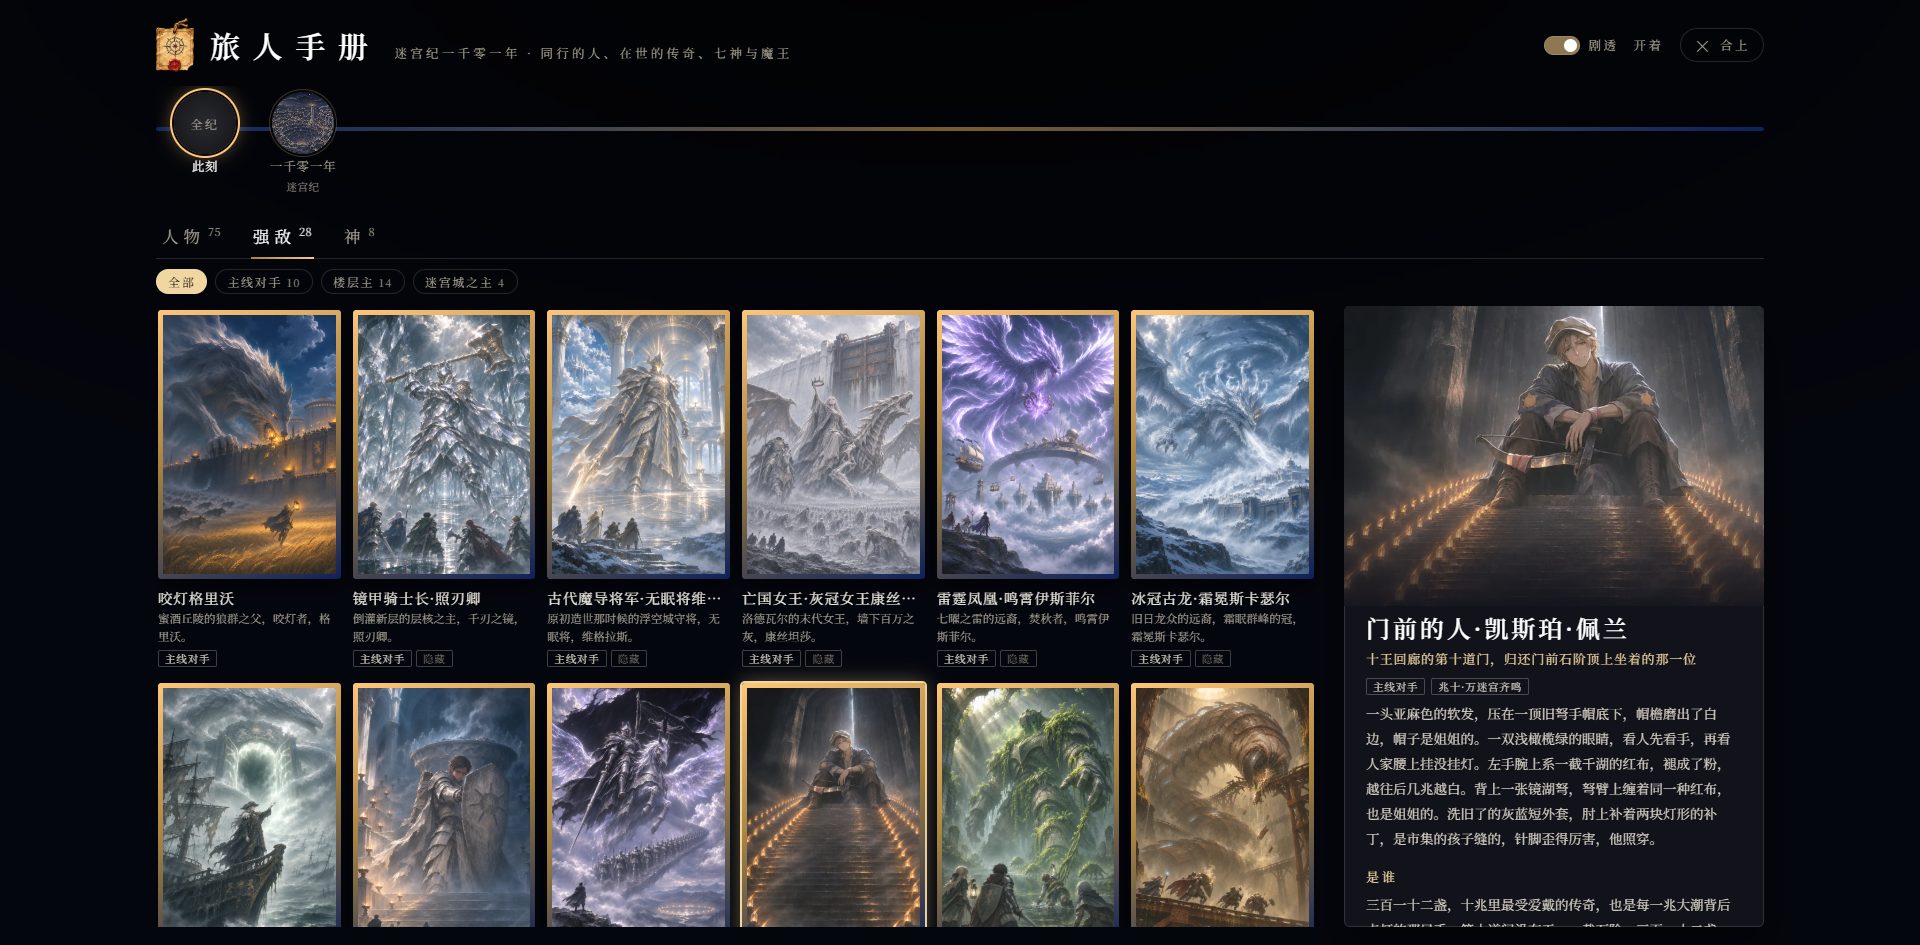 旅人手册
迷宫纪一千零一年 · 同行的人、在世的传奇、七神与魔王
剧透 开着
合上
全纪
此刻
一千零一年
迷宫纪
人物 75
强敌 28
神 8
全部
主线对手 10
楼层主 14
迷宫城之主 4
咬灯格里沃
蜜酒丘陵的狼群之父，咬灯者，格
里沃。
主线对手
镜甲骑士长·照刃卿
倒灌新层的层核之主，千刃之镜，
照刃卿。
主线对手 隐藏
古代魔导将军·无眠将维…
原初造世那时候的浮空城守将，无
眠将，维格拉斯。
主线对手 隐藏
亡国女王·灰冠女王康丝…
洛德瓦尔的末代女王，墙下百万之
灰，康丝坦莎。
主线对手 隐藏
雷霆凤凰·鸣霄伊斯菲尔
七曜之雷的远裔，焚秋者，鸣霄伊
斯菲尔。
主线对手 隐藏
冰冠古龙·霜冕斯卡瑟尔
旧日龙众的远裔，霜眠群峰的冠，
霜冕斯卡瑟尔。
主线对手 隐藏
门前的人·凯斯珀·佩兰
十王回廊的第十道门，归还门前石阶顶上坐着的那一位
主线对手 兆十·万迷宫齐鸣
一头亚麻色的软发，压在一顶旧弩手帽底下，帽檐磨出了白
边，帽子是姐姐的。一双浅橄榄绿的眼睛，看人先看手，再看
人家腰上挂没挂灯。左手腕上系一截千湖的红布，褪成了粉，
越往后几兆越白。背上一张镜湖弩，弩臂上缠着同一种红布，
也是姐姐的。洗旧了的灰蓝短外套，肘上补着两块灯形的补
丁，是市集的孩子缝的，针脚歪得厉害，他照穿。
是谁
三百一十二盏，十兆里最受爱戴的传奇，也是每一兆大潮背后